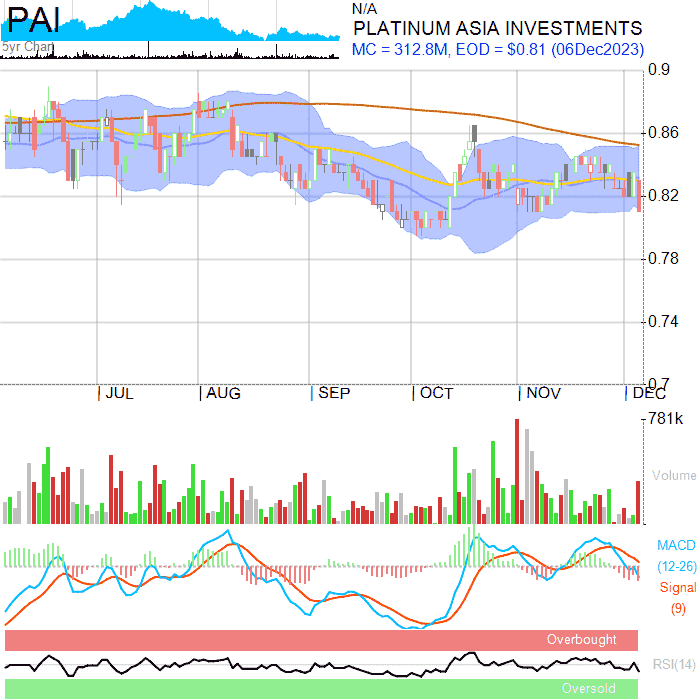 PAI
5yr Chart
N/A
PLATINUM ASIA INVESTMENTS
MC = 312.8M, EOD = $0.81 (06Dec2023)
0.9
0.86
0.82
0.78
0.74
0.7
JUL
AUG
SEP
OCT
NOV
DEC
781k
Volume
MACD
(12-26)
Signal
(9)
Overbought
RSI(14)
Oversold